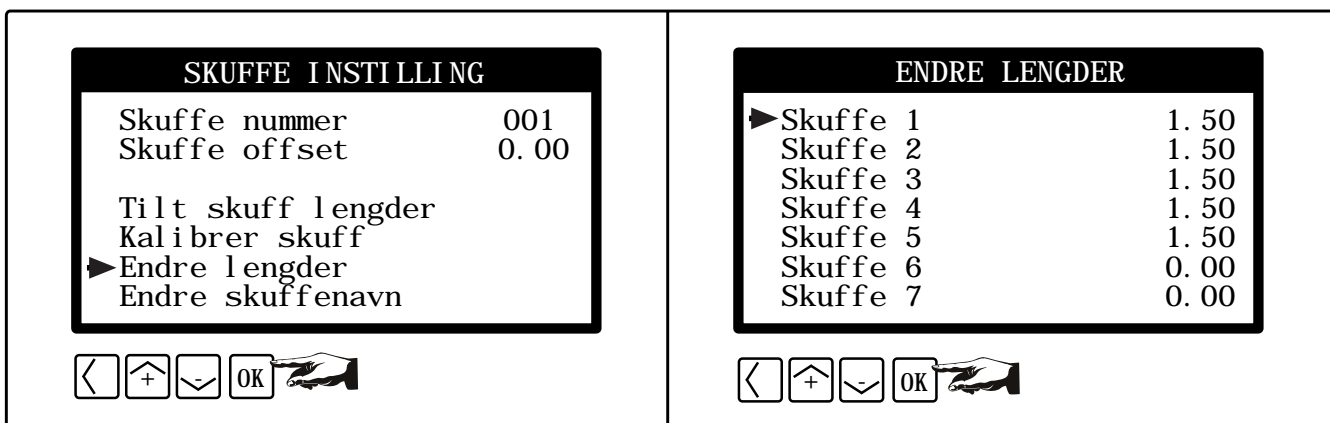 SKUFFE INSTILLING
Skuffe nummer 001
Skuffe offset 0.00
Tilt skuff lengder
Kalibrer skuff
Endre lengder
Endre skuffenavn
+ - OK
ENDRE LENGDER
Skuffe 1 1.50
Skuffe 2 1.50
Skuffe 3 1.50
Skuffe 4 1.50
Skuffe 5 1.50
Skuffe 6 0.00
Skuffe 7 0.00
+ - OK